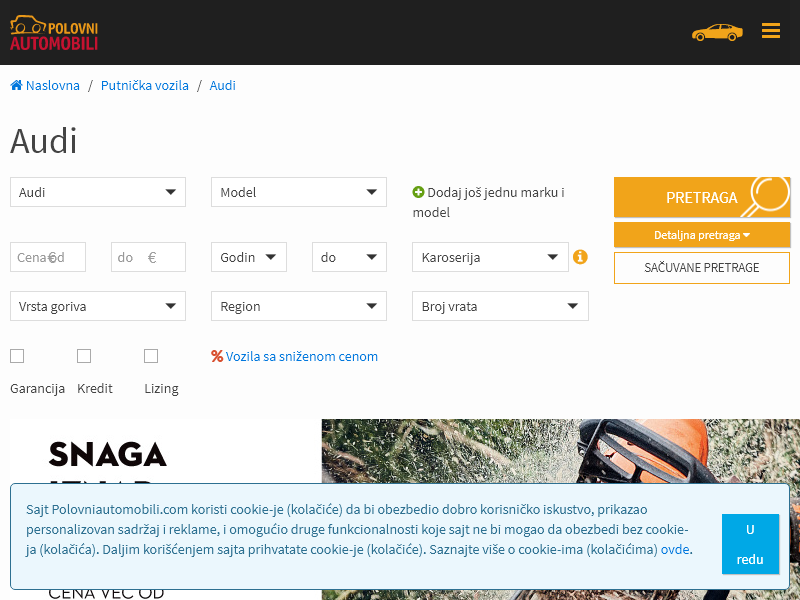 POLOVNI
AUTOMOBILI
Naslovna / Putnička vozila / Audi
Audi
Audi
Model
Dodaj još jednu marku i
model
PRETRAGA
Detaljna pretraga
SAČUVANE PRETRAGE
Cena od €
do €
Godin
do
Karoserija
Vrsta goriva
Region
Broj vrata
% Vozila sa sniženom cenom
Garancija
Kredit
Lizing
SNAGA
Sajt Polovniautomobili.com koristi cookie-je (kolačiće) da bi obezbedio dobro korisničko iskustvo, prikazao
personalizovan sadržaj i reklame, i omogućio druge funkcionalnosti koje sajt ne bi mogao da obezbedi bez cookie-
ja (kolačića). Daljim korišćenjem sajta prihvatate cookie-je (kolačiće). Saznajte više o cookie-ima (kolačićima) ovde.
U
redu
CENA VEĆ OD